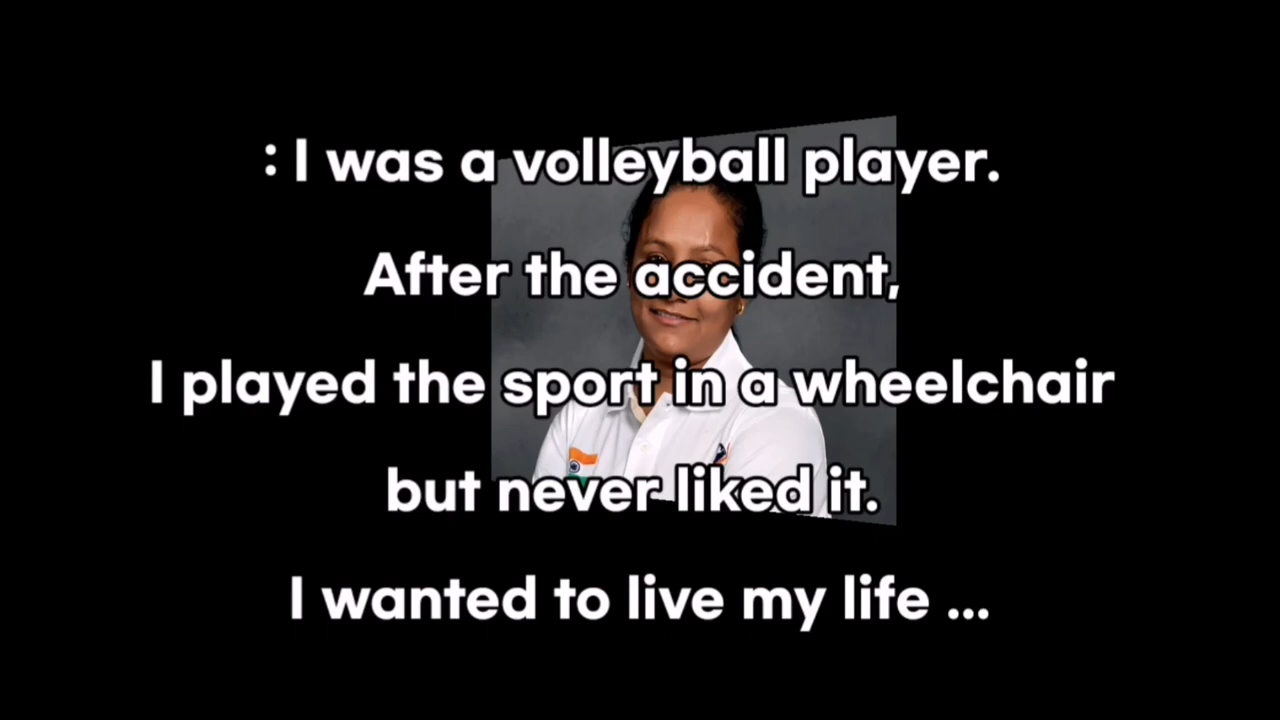 : I was a volleyball player.
After the accident,
I played the sport in a wheelchair
but never liked it.
I wanted to live my life ...